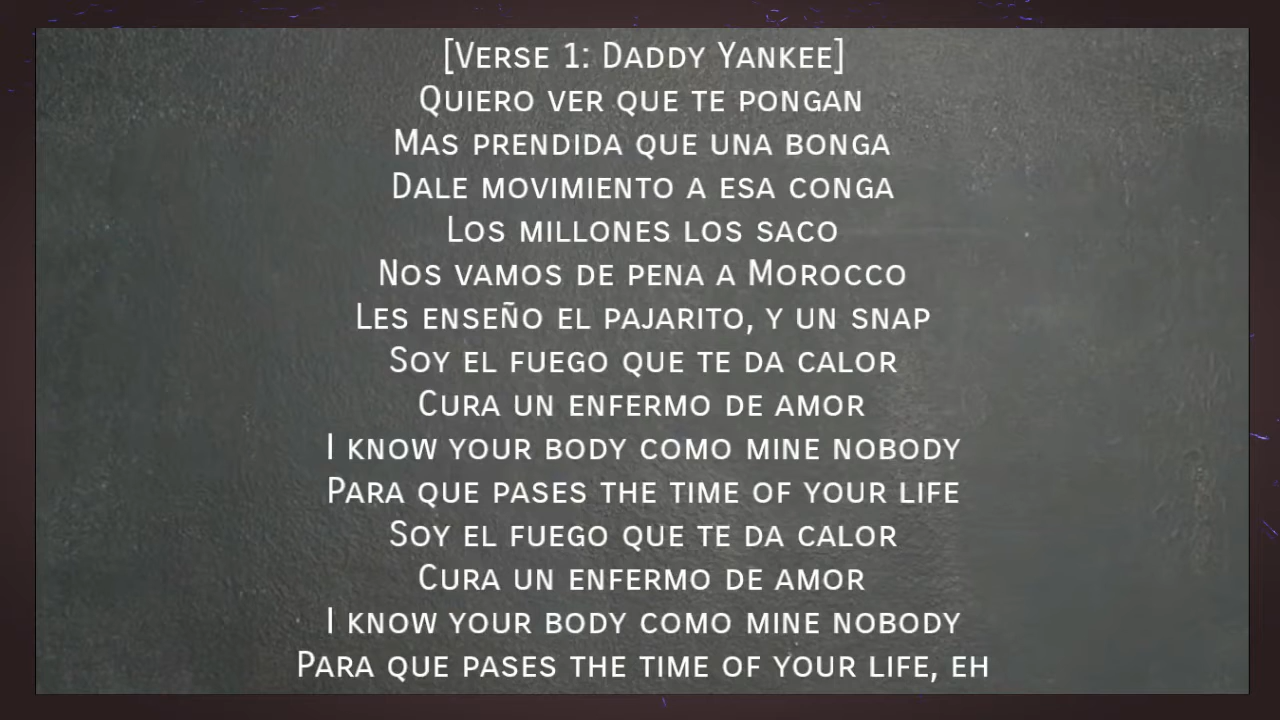 [Verse 1: Daddy Yankee]
Quiero ver que te pongan
Mas prendida que una bonga
Dale movimiento a esa conga
Los millones los saco
Nos vamos de pena a Morocco
Les enseño el pajarito, y un snap
Soy el fuego que te da calor
Cura un enfermo de amor
I know your body como mine nobody
Para que pases the time of your life
Soy el fuego que te da calor
Cura un enfermo de amor
I know your body como mine nobody
Para que pases the time of your life, eh